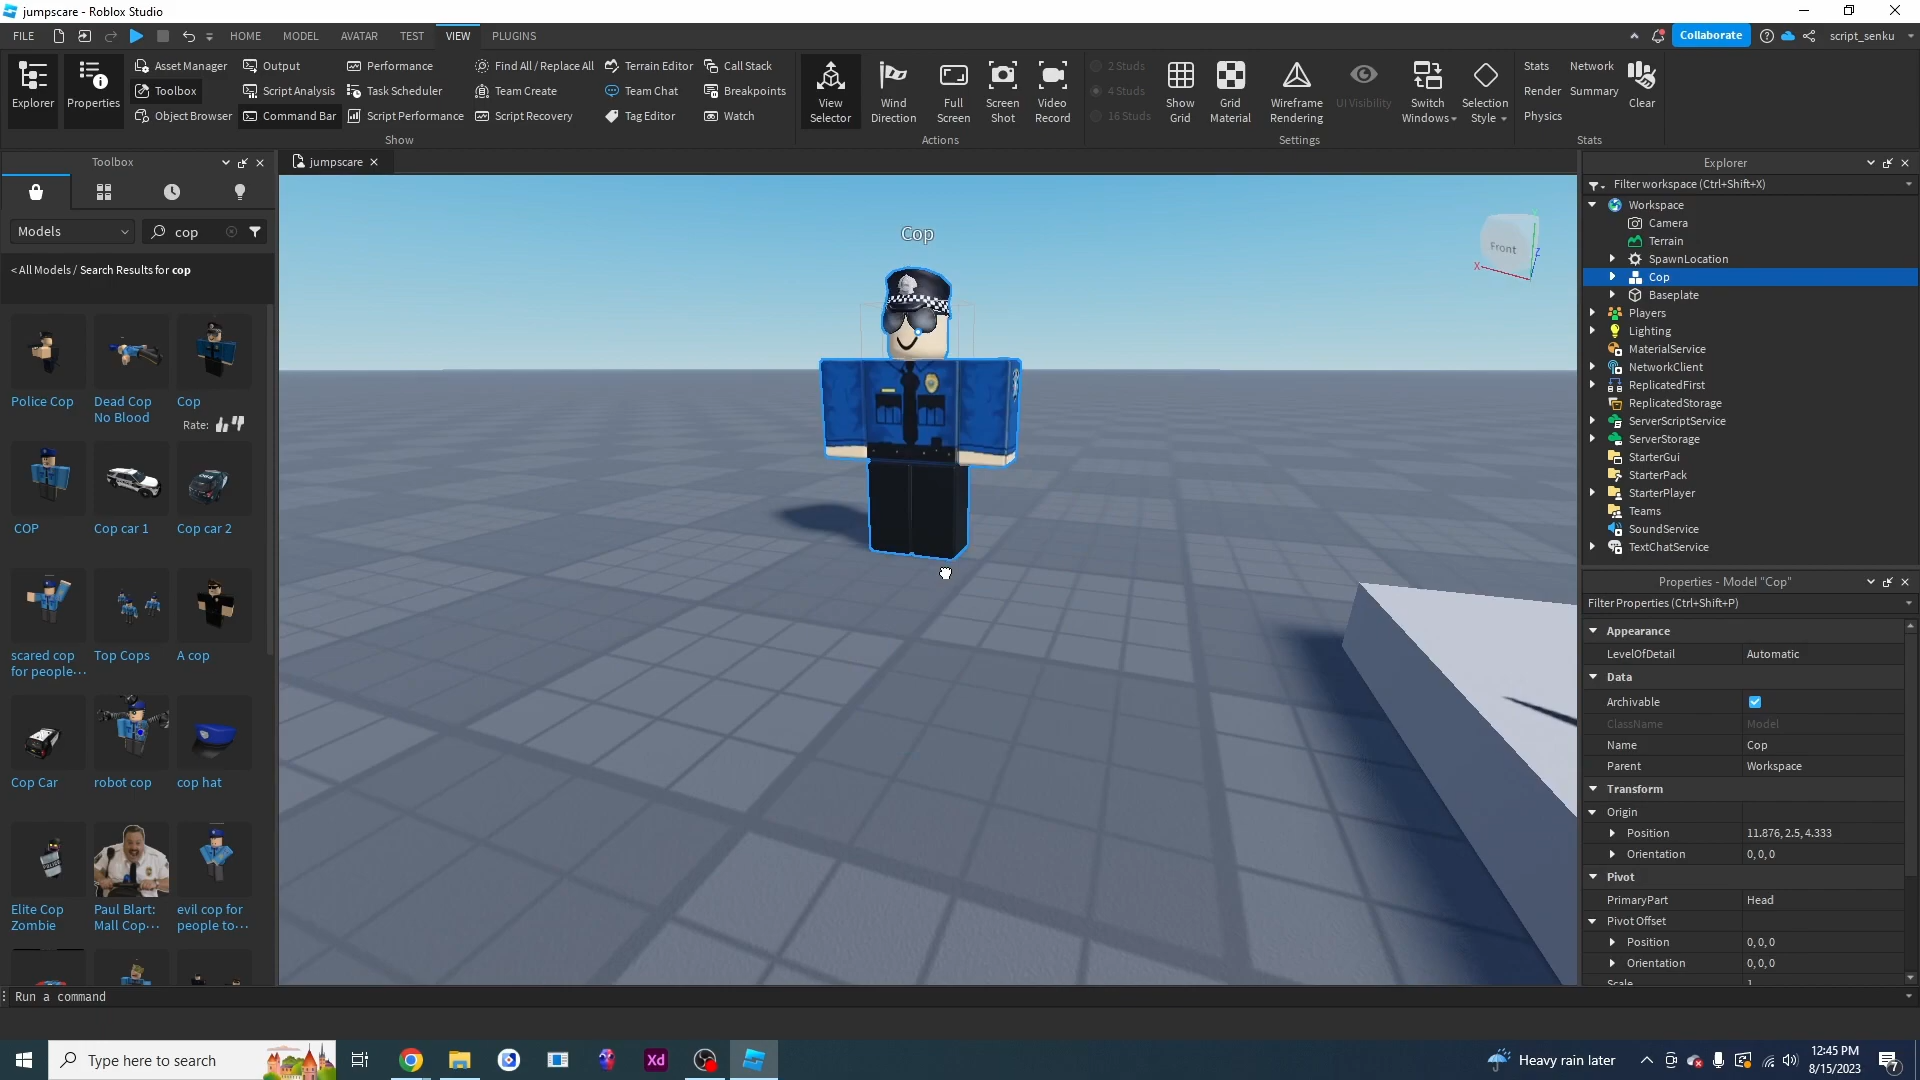 jumpscare - Roblox Studio
FILE HOME MODEL AVATAR TEST VIEW PLUGINS Collaborate script_senku
Explorer
Properties
Asset Manager
Toolbox
Object Browser
Output
Script Analysis
Command Bar
Performance
Task Scheduler
Script Performance
Find All / Replace All
Team Create
Script Recovery
Terrain Editor
Team Chat
Tag Editor
Call Stack
Breakpoints
Watch
Show
View
Selector
Wind
Direction
Full
Screen
Screen
Shot
Video
Record
Actions
2 Studs
4 Studs
16 Studs
Show
Grid
Grid
Material
Wireframe
Rendering
UI Visibility
Switch
Windows
Selection
Style
Settings
Stats
Render
Physics
Network
Summary
Clear
Stats
Toolbox
Models
cop
< All Models / Search Results for cop
Police Cop
Dead Cop
No Blood
Cop
Rate:
COP
Cop car 1
Cop car 2
scared cop
for people···
Top Cops
A cop
Cop Car
robot cop
cop hat
Elite Cop
Zombie
Paul Blart:
Mall Cop···
evil cop for
people to···
jumpscare
Cop
Front
X
Z
Explorer
Filter workspace (Ctrl+Shift+X)
Workspace
Camera
Terrain
SpawnLocation
Cop
Baseplate
Players
Lighting
MaterialService
NetworkClient
ReplicatedFirst
ReplicatedStorage
ServerScriptService
ServerStorage
StarterGui
StarterPack
StarterPlayer
Teams
SoundService
TextChatService
Properties - Model "Cop"
Filter Properties (Ctrl+Shift+P)
Appearance
LevelOfDetail Automatic
Data
Archivable
ClassName Model
Name Cop
Parent Workspace
Transform
Origin
Position 11.876, 2.5, 4.333
Orientation 0, 0, 0
Pivot
PrimaryPart Head
Pivot Offset
Position 0, 0, 0
Orientation 0, 0, 0
Scale 1
Run a command
Type here to search
Xd
Heavy rain later
12:45 PM
8/15/2023
7